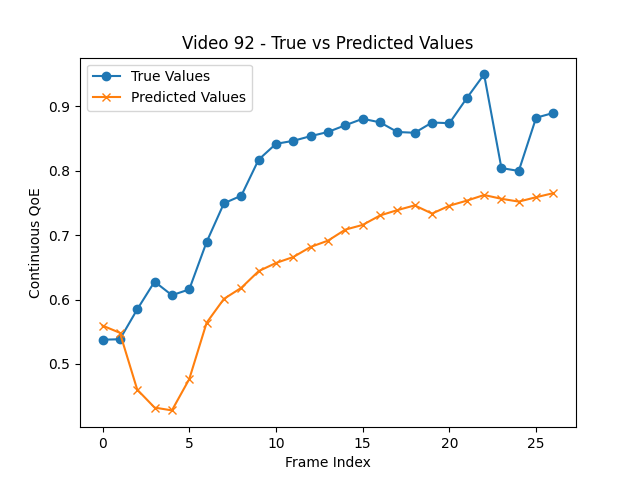 Video 92 - True vs Predicted Values
True Values
Predicted Values
Continuous QoE
0.9
0.8
0.7
0.6
0.5
0
5
10
15
20
25
Frame Index